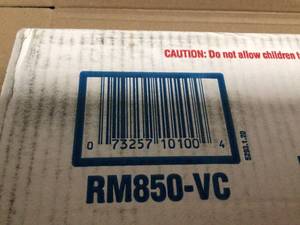 CAUTION: Do not allow children t
0 73257 10100 4
RM850-VC